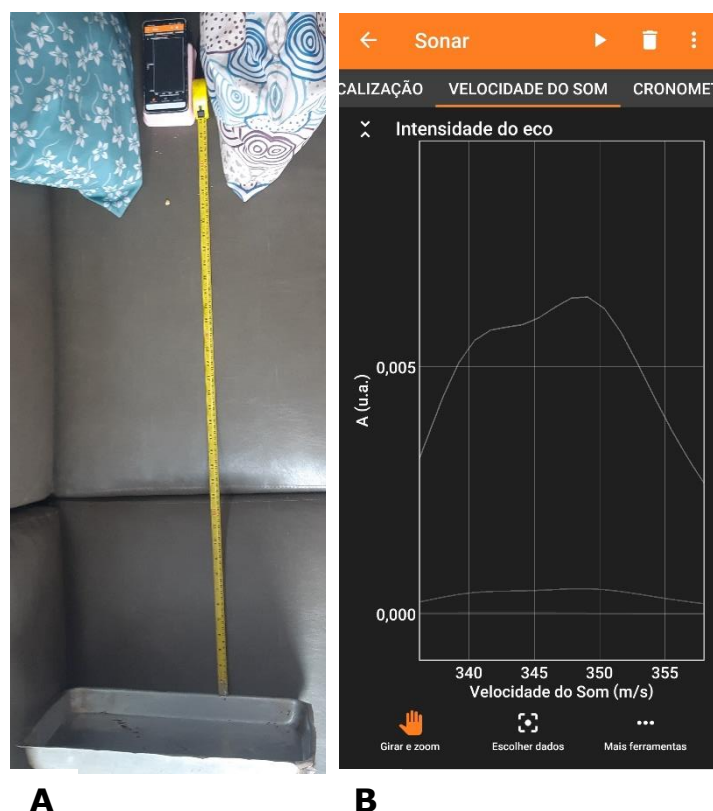 Sonar
CALIZAÇÃO VELOCIDADE DO SOM CRONOME
Intensidade do eco
A (u.a.)
0,005
0,000
340 345 350 355
Velocidade do Som (m/s)
Girar e zoom Escolher dados Mais ferramentas
A B